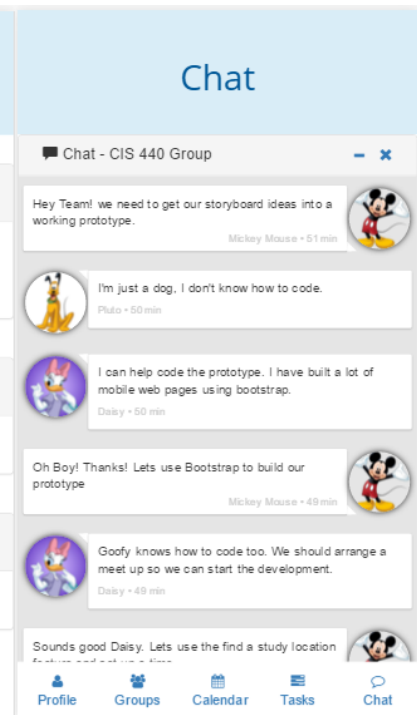 Chat
Chat - CIS 440 Group
Hey Team! we need to get our storyboard ideas into a
working prototype.
Mickey Mouse • 51 min
I'm just a dog, I don't know how to code.
Pluto • 50 min
I can help code the prototype. I have built a lot of
mobile web pages using bootstrap.
Daisy • 50 min
Oh Boy! Thanks! Lets use Bootstrap to build our
prototype
Mickey Mouse • 49 min
Goofy knows how to code too. We should arrange a
meet up so we can start the development.
Daisy • 49 min
Sounds good Daisy. Lets use the find a study location
feature and set up a time
Profile Groups Calendar Tasks Chat